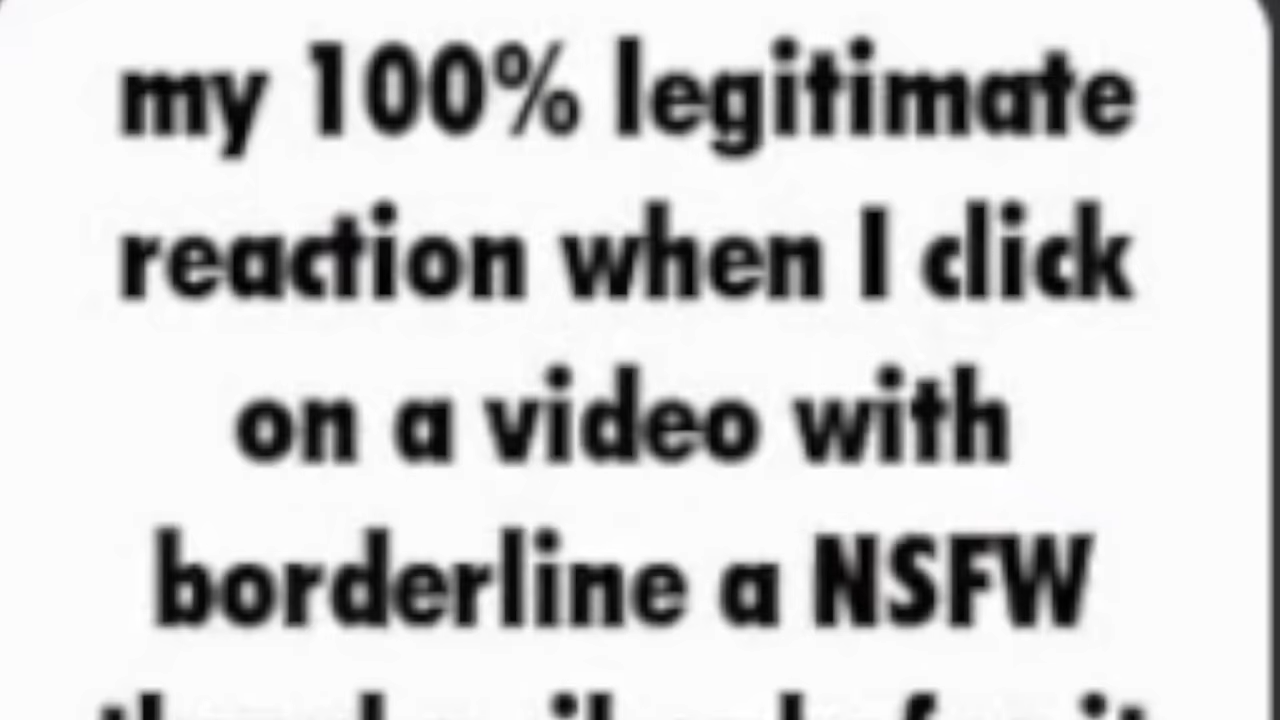 my 100% legitimate
reaction when I click
on a video with
borderline a NSFW